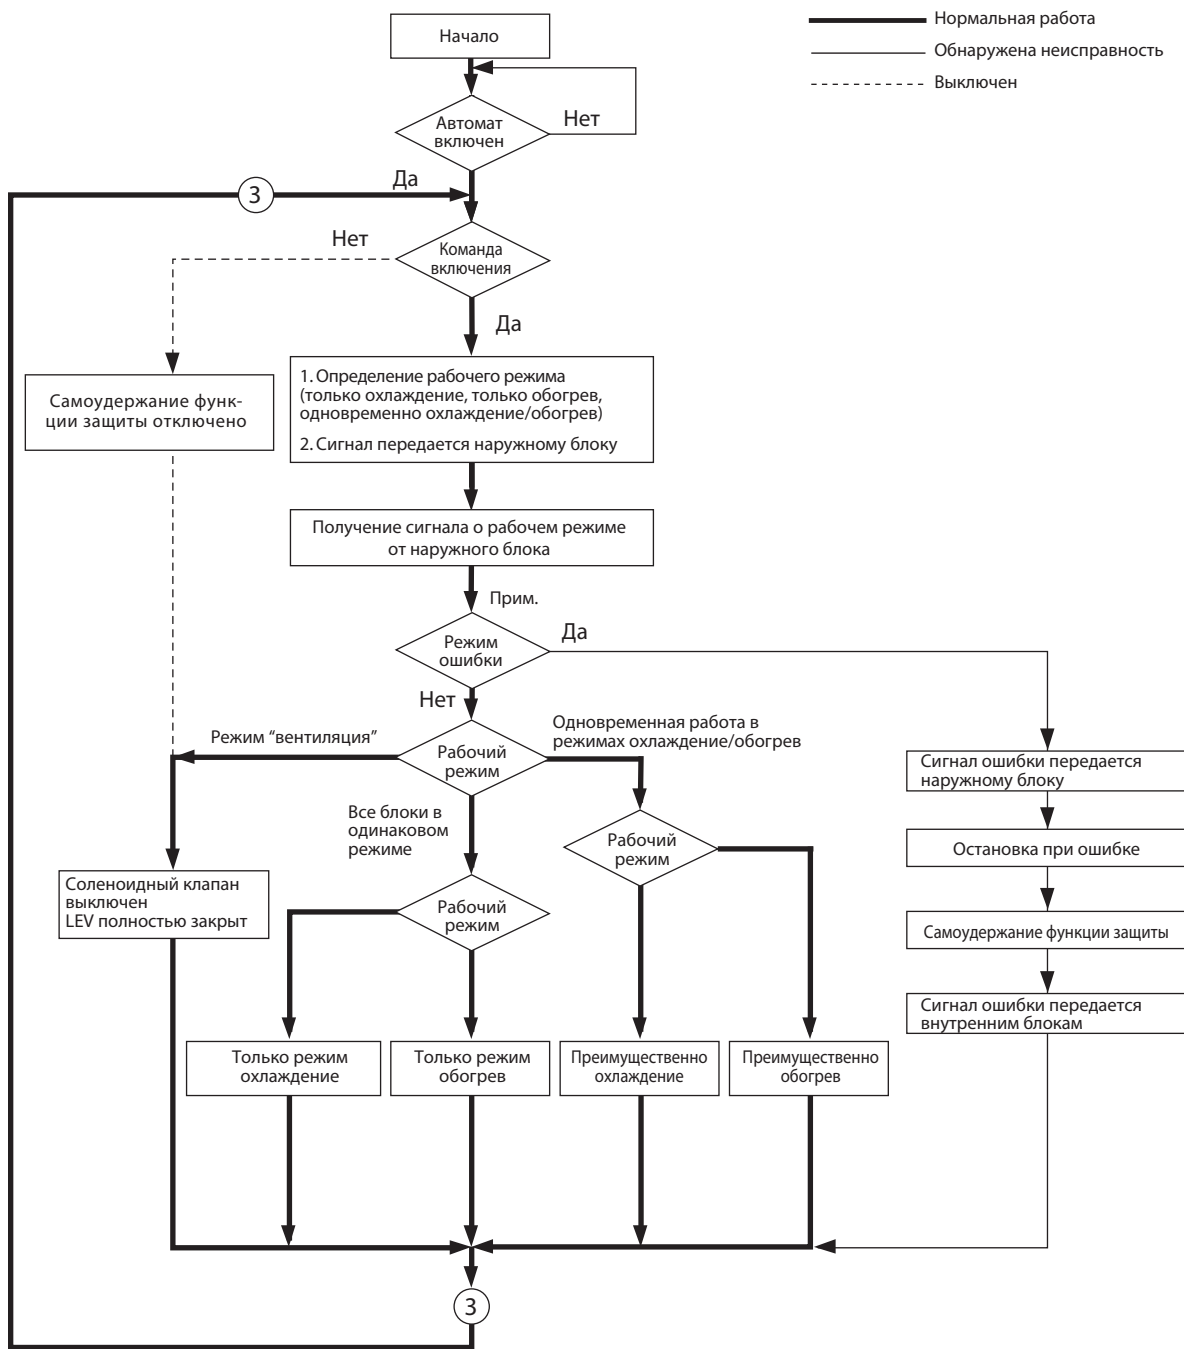 Начало
Нормальная работа
Обнаружена неисправность
Выключен
Автомат
включен
Нет
Да
3
Нет
Команда
включения
Да
Самоудержание функ-
ции защиты отключено
1. Определение рабочего режима
(только охлаждение, только обогрев,
одновременно охлаждение/обогрев)
2. Сигнал передается наружному блоку
Получение сигнала о рабочем режиме
от наружного блока
Прим.
Режим
ошибки
Да
Нет
Режим "вентиляция"
Рабочий
режим
Одновременная работа в
режимах охлаждение/обогрев
Сигнал ошибки передается
наружному блоку
Все блоки в
одинаковом
режиме
Рабочий
режим
Остановка при ошибке
Соленоидный клапан
выключен
LEV полностью закрыт
Рабочий
режим
Самоудержание функции защиты
Сигнал ошибки передается
внутренним блокам
Только режим
охлаждение
Только режим
обогрев
Преимущественно
охлаждение
Преимущественно
обогрев
3